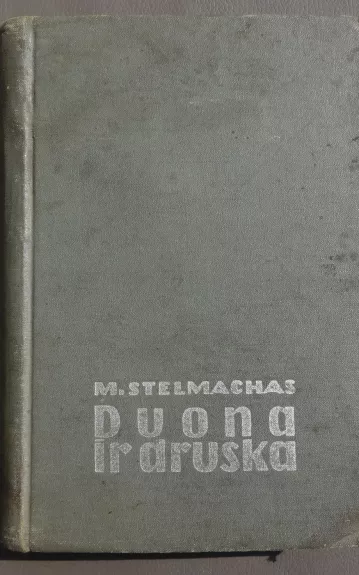 M. STELMACHAS
Duona
ir druska